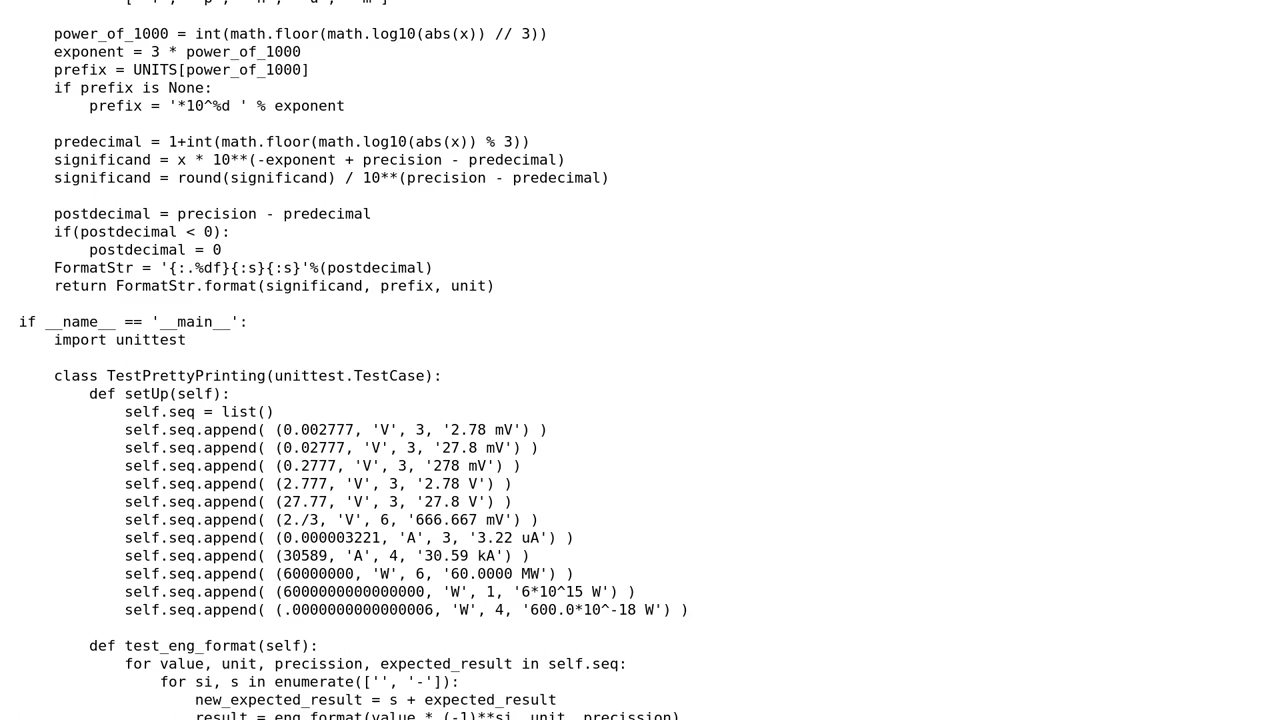 power_of_1000 = int(math.floor(math.log10(abs(x)) // 3))
exponent = 3 * power_of_1000
prefix = UNITS[power_of_1000]
if prefix is None:
prefix = '*10^%d ' % exponent
predecimal = 1+int(math.floor(math.log10(abs(x)) % 3))
significand = x * 10**(-exponent + precision - predecimal)
significand = round(significand) / 10**(precision - predecimal)
postdecimal = precision - predecimal
if(postdecimal < 0):
postdecimal = 0
FormatStr = '{:.%df}{:s}{:s}'%(postdecimal)
return FormatStr.format(significand, prefix, unit)
if __name__ == '__main__':
import unittest
class TestPrettyPrinting(unittest.TestCase):
def setUp(self):
self.seq = list()
self.seq.append( (0.002777, 'V', 3, '2.78 mV') )
self.seq.append( (0.02777, 'V', 3, '27.8 mV') )
self.seq.append( (0.2777, 'V', 3, '278 mV') )
self.seq.append( (2.777, 'V', 3, '2.78 V') )
self.seq.append( (27.77, 'V', 3, '27.8 V') )
self.seq.append( (2./3, 'V', 6, '666.667 mV') )
self.seq.append( (0.000003221, 'A', 3, '3.22 uA') )
self.seq.append( (30589, 'A', 4, '30.59 kA') )
self.seq.append( (60000000, 'W', 6, '60.0000 MW') )
self.seq.append( (6000000000000000, 'W', 1, '6*10^15 W') )
self.seq.append( (.0000000000000006, 'W', 4, '600.0*10^-18 W') )
def test_eng_format(self):
for value, unit, precission, expected_result in self.seq:
for si, s in enumerate(['', '-']):
new_expected_result = s + expected_result
result = eng_format(value * (-1)**si, unit, precission)